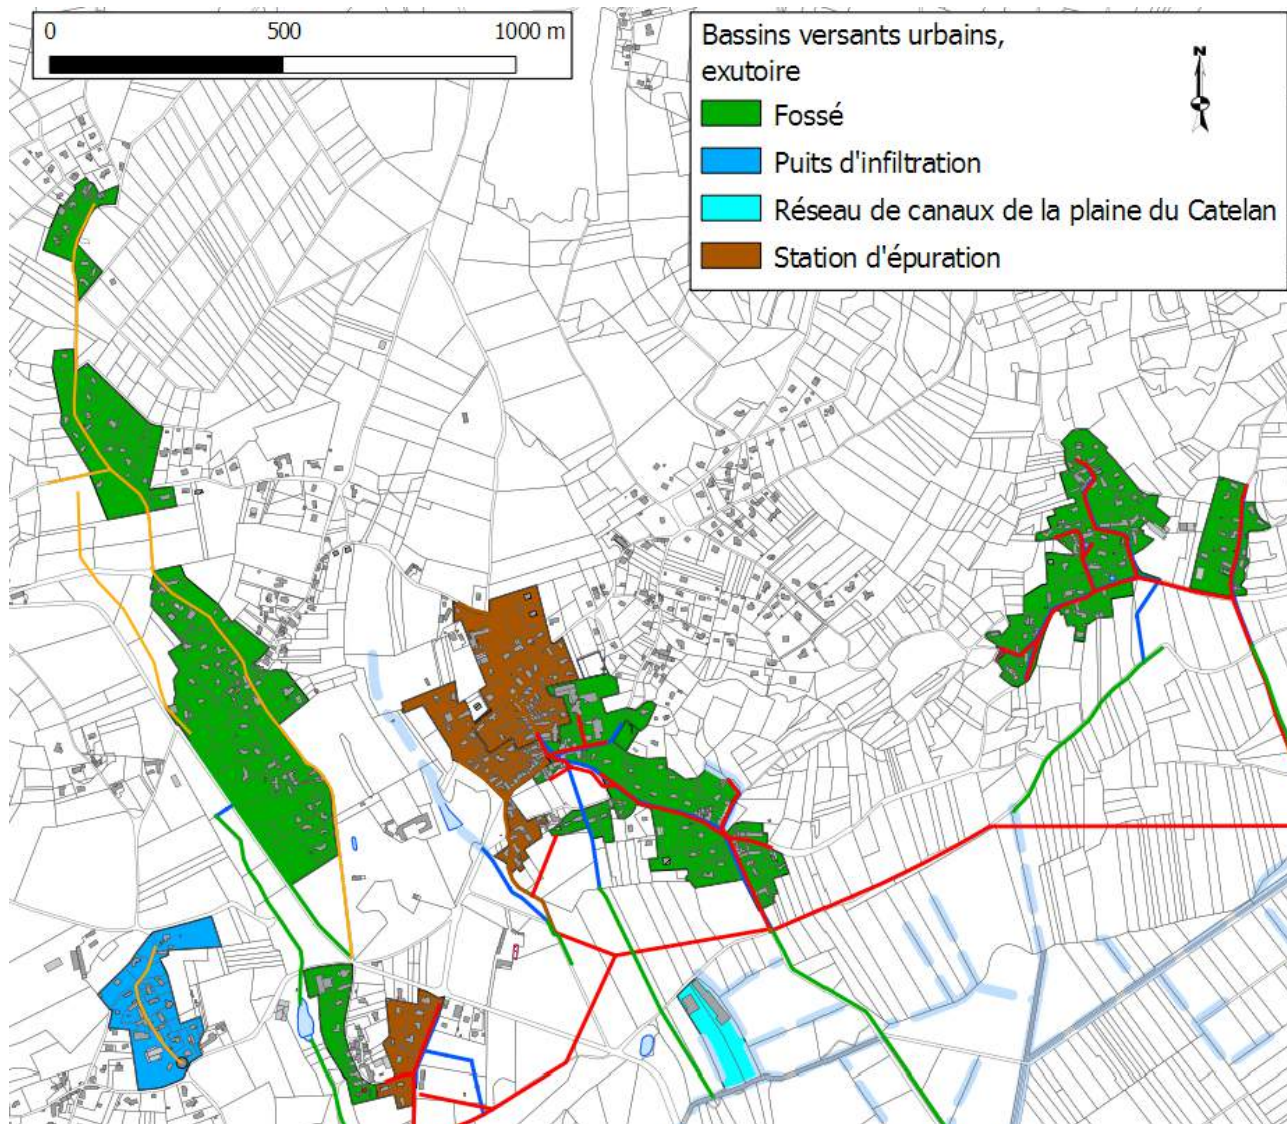 0 500 1000 m
Bassins versants urbains,
exutoire
N
Fossé
Puits d'infiltration
Réseau de canaux de la plaine du Catelan
Station d'épuration